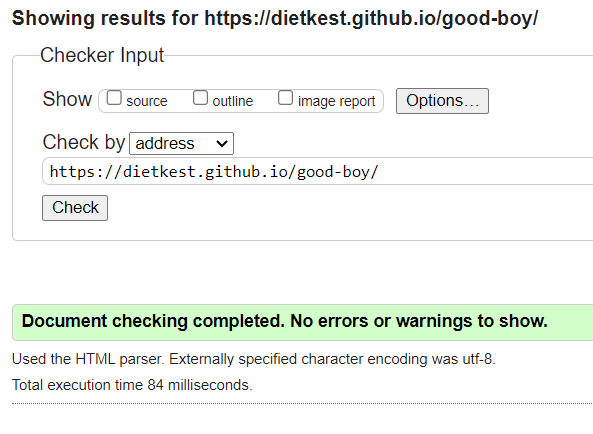 Showing results for https://dietkest.github.io/good-boy/
Checker Input
Show source outline image report Options...
Check by address
https://dietkest.github.io/good-boy/
Check
Document checking completed. No errors or warnings to show.
Used the HTML parser. Externally specified character encoding was utf-8.
Total execution time 84 milliseconds.